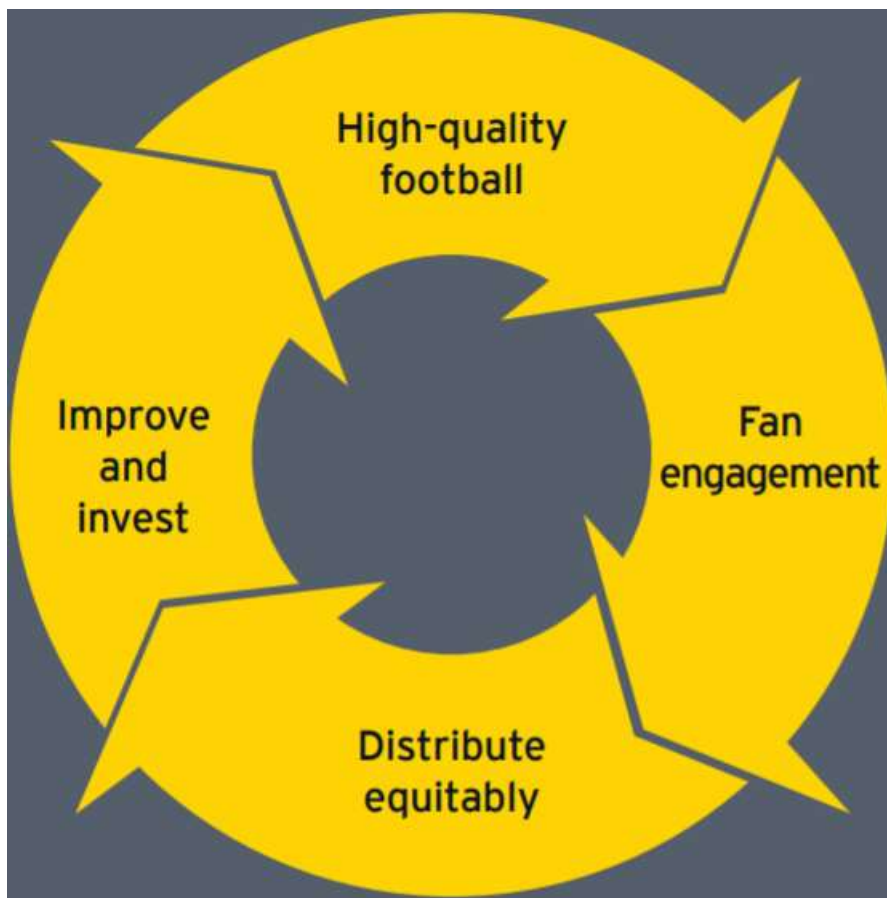 High-quality
football
Fan
engagement
Distribute
equitably
Improve
and
invest